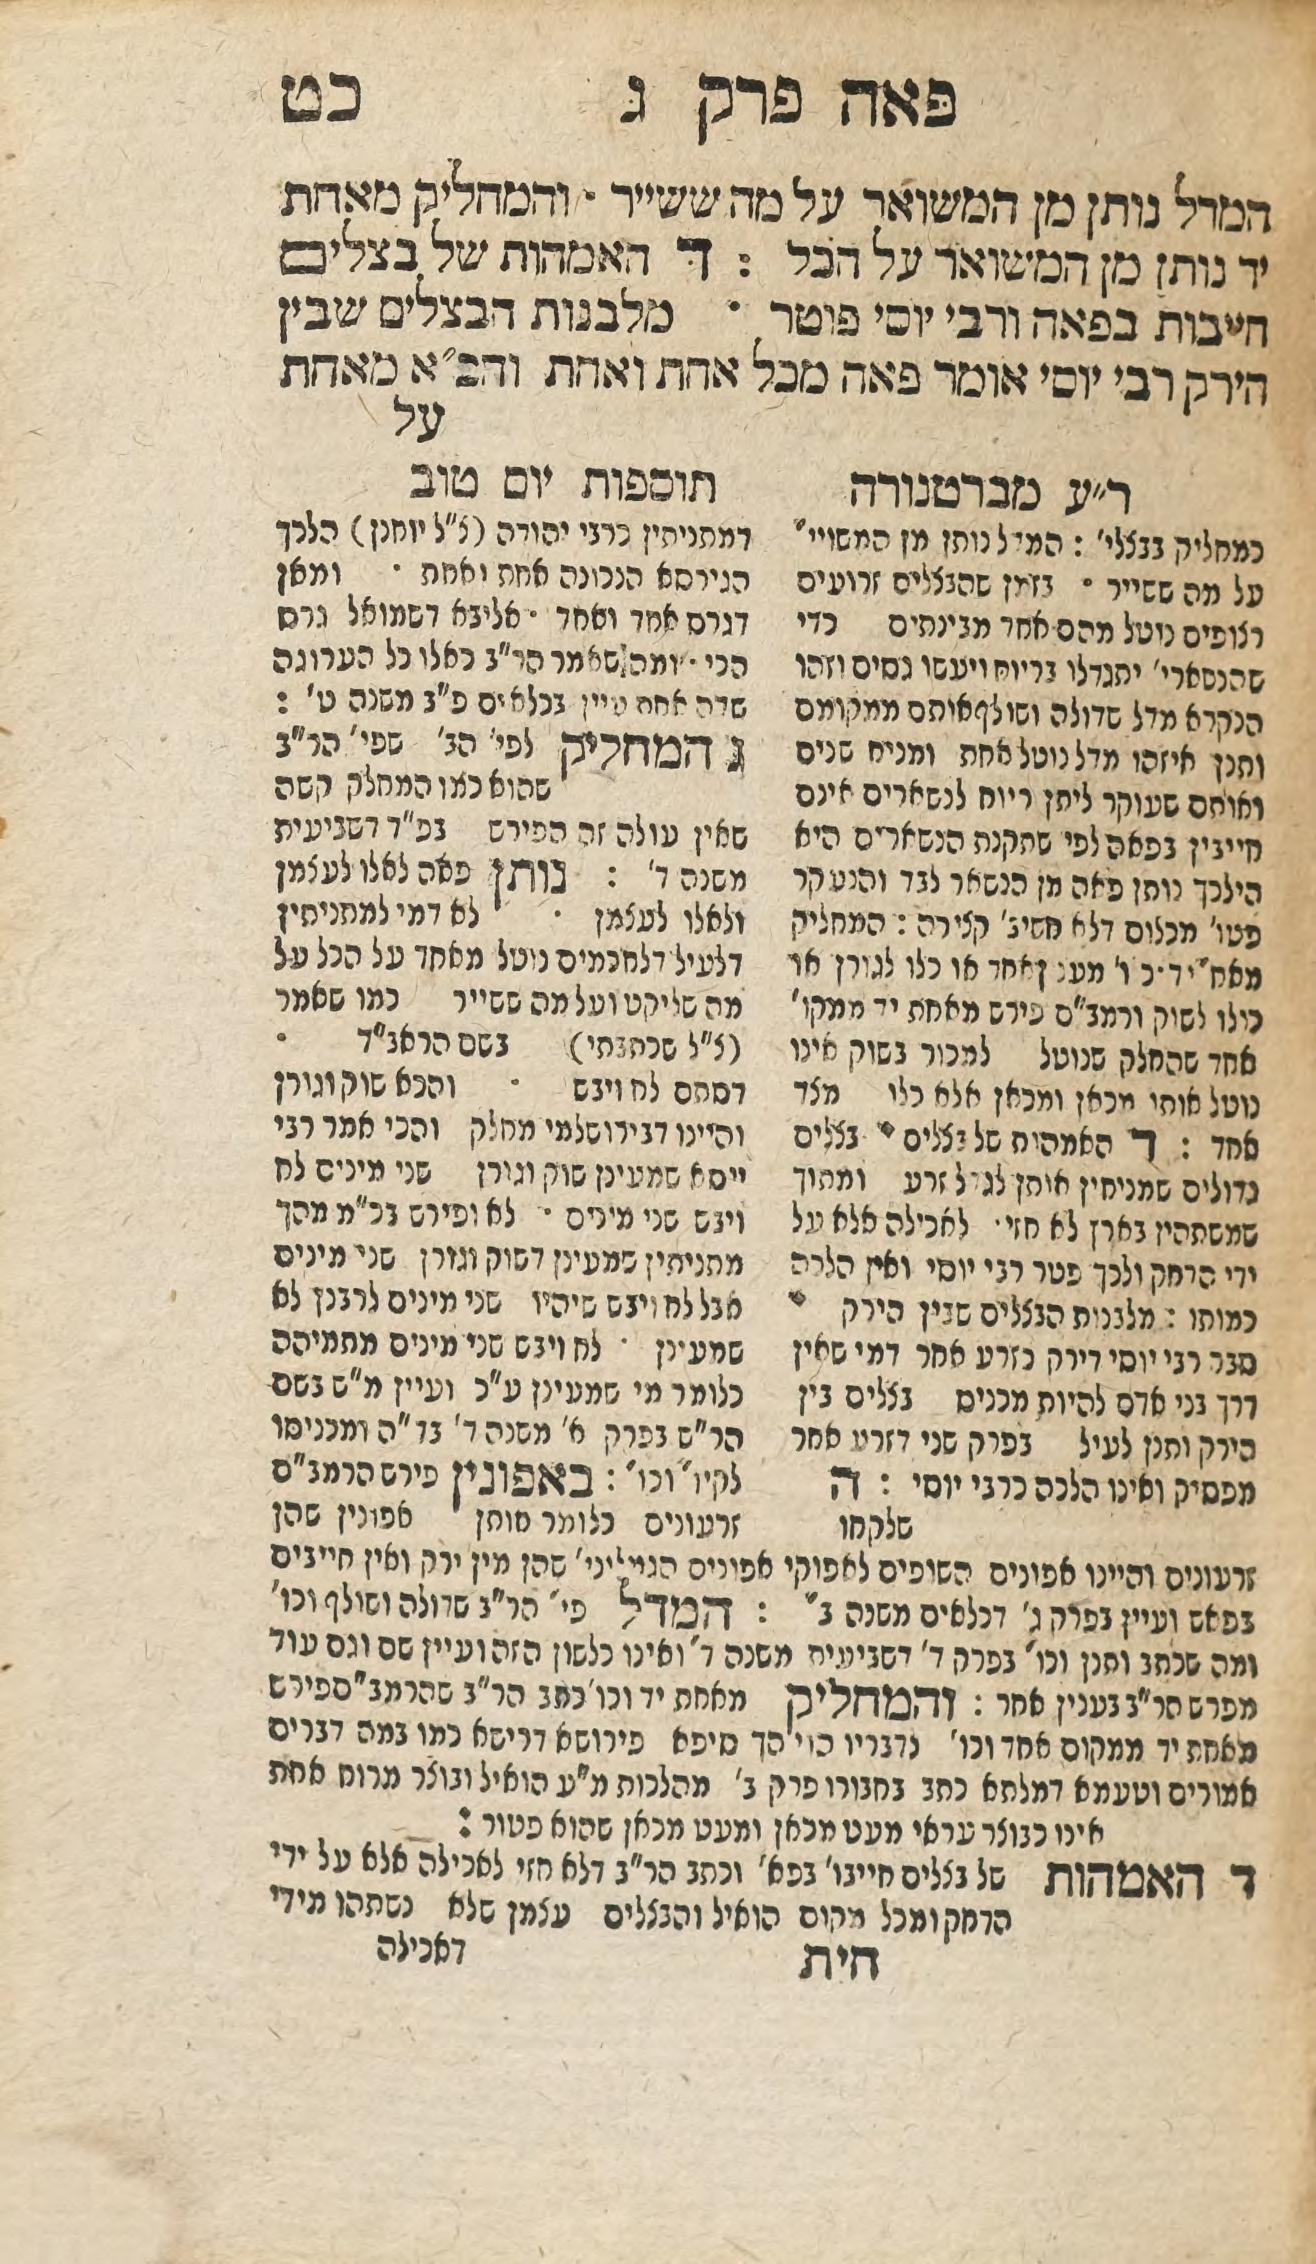 פאה פרק ג כט
המדל נותן מן המשואר על מה ששייר · והמחליק מאחת
יד נותן מן המשואר על הכל : ד האמהות של בצלים
חייבות בפאה ורבי יוסי פוטר · מלבנות הבצלים שבין
הירק רבי יוסי אומר פאה מכל אחת ואחת והכ״א מאחת
על
ר״ע מברטנורה
כמחליק בבצלי׳ : המדל נותן מן המשויי׳
על מה ששייר · בזמן שהבצלים זרועים
רצופים נוטל מהם אחד מבינתים כדי
שהנשארי׳ יתגדלו בריוח ויעשו גסים וזהו
הנקרא מדל שדולה ושולף אותם ממקומם
ותנן איזהו מדל נוטל אחת ומניח שנים
ואותם שעוקר ליתן ריוח לנשארים אינם
חייבין בפאה לפי שתקנת הנשארים היא
הילכך נותן פאה מן הנשאר לבד והנעקר
פטו׳ מכלום דלא חשיב׳ קצירה : המחליק
מאח׳ יד · כ ו׳ מענין אחד או כלו לגורן או
כולו לשוק ורמב״ם פירש מאחת יד ממקו׳
אחד שהחלק שנוטל למכור בשוק אינו
נוטל אותו מכאן ומכאן אלא כלו מצד
אחד : ד האמהות של בצלים · בצלים
גדולים שמניחין אותן לגדל זרע ומתוך
שמשתהין בארץ לא חזי · לאכילה אלא על
ידי הדחק ולכך פטר רבי יוסי ואין הלכה
כמותו : מלבנות הבצלים שבין הירק ·
סבר רבי יוסי דירק כזרע אחר דמי שאין
דרך בני אדם להיות מכנים בצלים בין
הירק ותנן לעיל בפרק שני דזרע אחר
מפסיק ואינו הלכה כרבי יוסי : ה
שלקחו
תוספות יום טוב
דמתניתין כרבי יהודה (צ״ל יוחנן) הלכך
הגירסא הנכונה אחת ואחת · ומאן
דגרס אחד ואחד · אליבא דשמואל גרס
הכי · ומה שאמר הר״ב כאלו כל הערוגה
שדה אחת עיין בכלאים פ״ב משנה ט׳ :
ג המחליק לפי׳ הב׳ שפי׳ הר״ב
שהוא כמו המחלק קשה
שאין עולה זה הפירש בפ״ד דשביעית
משנה ד׳ : נותן פאה לאלו לעצמן
ולאלו לעצמן · לא דמי למתניתין
דלעיל דלחכמים נוטל מאחד על הכל על
מה שליקט ועל מה ששייר כמו שאמר
(צ״ל שכתבתי) בשם הראב״ד ·
דסתם לח ויבש · והכא שוק וגורן
והיינו דבירושלמי מחלק והכי אמר רבי
ייסא שמעינן שוק וגורן שני מינים לח
ויבש שני מינים · לא ופירש בכ״מ מהך
מתניתין שמעינן דשוק וגורן שני מינים
אבל לח ויבש שיהיו שני מינים לרבנן לא
שמעינן · לח ויבש שני מינים מתמיהה
כלומר מי שמעינן ע״כ ועיין מ״ש בשם
הר״ש בפרק א׳ משנה ד׳ בד״ה ומכניסו
לקיו׳ וכו׳ : באפונין פירש הרמב״ם
זרעונים כלומר אותן אפונין שהן
זרעונים והיינו אפונים השופים לאפוקי אפונים הגמלוני׳ שהן מין ירק ואין חייבים
בפאש ועיין בפרק ג׳ דכלאים משנה ב׳ : המדל פי׳ הר״ב שדולה ושולף וכו׳
ומה שכתב ותנן וכו׳ בפרק ד׳ דשביעית משנה ד׳ ואינו כלשון הזה ועיין שם וגם עוד
מפרש הר״ב בענין אחר : והמחליק מאחת יד וכו׳ כתב הר״ב שהרמב״ם פירש
מאחת יד ממקום אחד וכו׳ נדבריו הוי הך סיפא פירושא דרישא כמו במה דברים
אמורים וטעמא דמלתא כתב בחבורו פרק ב׳ מהלכות מ״ע הואיל ובוצר מרוח אחת
אינו כבוצר עראי מעט מכאן ומעט מכאן שהוא פטור :
ד האמהות של בצלים חייבו׳ בפא׳ וכתב הר״ב דלא חזי לאכילה אלא על ידי
הדחק ומכל מקום הואיל והבצלים עצמן שלא נשתהו מידי
חית דאכילה